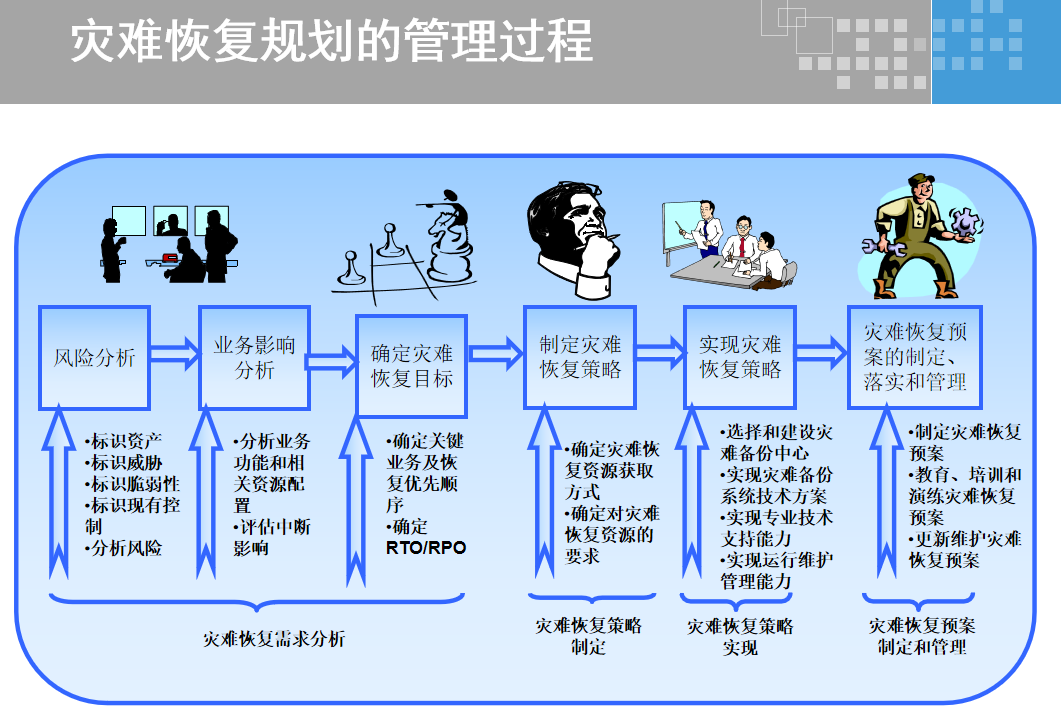 灾难恢复规划的管理过程
风险分析
业务影响
分析
确定灾难
恢复目标
制定灾难
恢复策略
实现灾难
恢复策略
灾难恢复预
案的制定、
落实和管理
•标识资产
•标识威胁
•标识脆弱性
•标识现有控
制
•分析风险
•分析业务
功能和相
关资源配
置
•评估中断
影响
•确定关键
业务及恢
复优先顺
序
•确定
RTO/RPO
•确定灾难恢
复资源获取
方式
•确定对灾难
恢复资源的
要求
•选择和建设灾
难备份中心
•实现灾难备份
系统技术方案
•实现专业技术
支持能力
•实现运行维护
管理能力
•制定灾难恢复
预案
•教育、培训和
演练灾难恢复
预案
•更新维护灾难
恢复预案
灾难恢复需求分析
灾难恢复策略
制定
灾难恢复策略
实现
灾难恢复预案
制定和管理